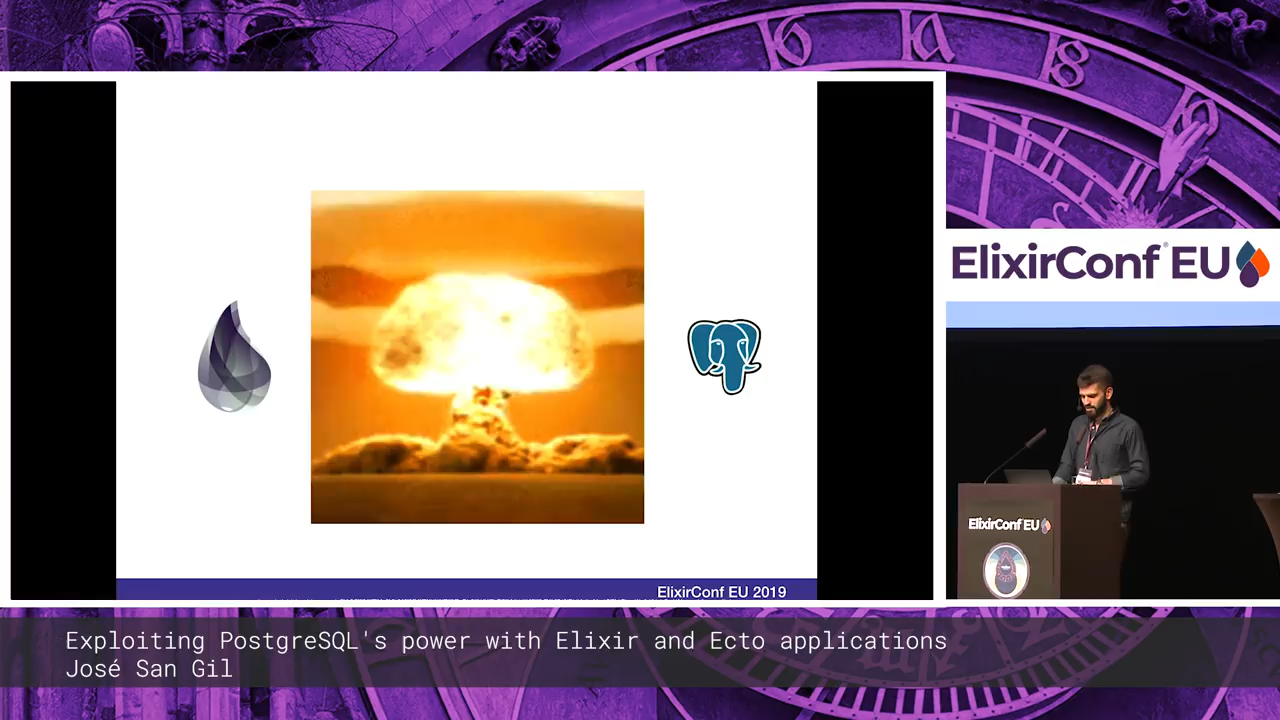 ElixirConf® EU
ElixirConf EU
ElixirConf EU 2019
Exploiting PostgreSQL's power with Elixir and Ecto applications
José San Gil